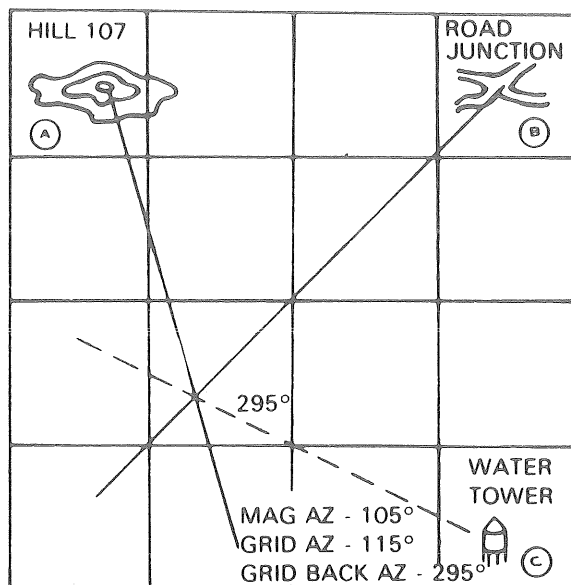 HILL 107
ROAD
JUNCTION
A
B
295°
WATER
TOWER
MAG AZ - 105°
GRID AZ - 115°
GRID BACK AZ - 295°
C